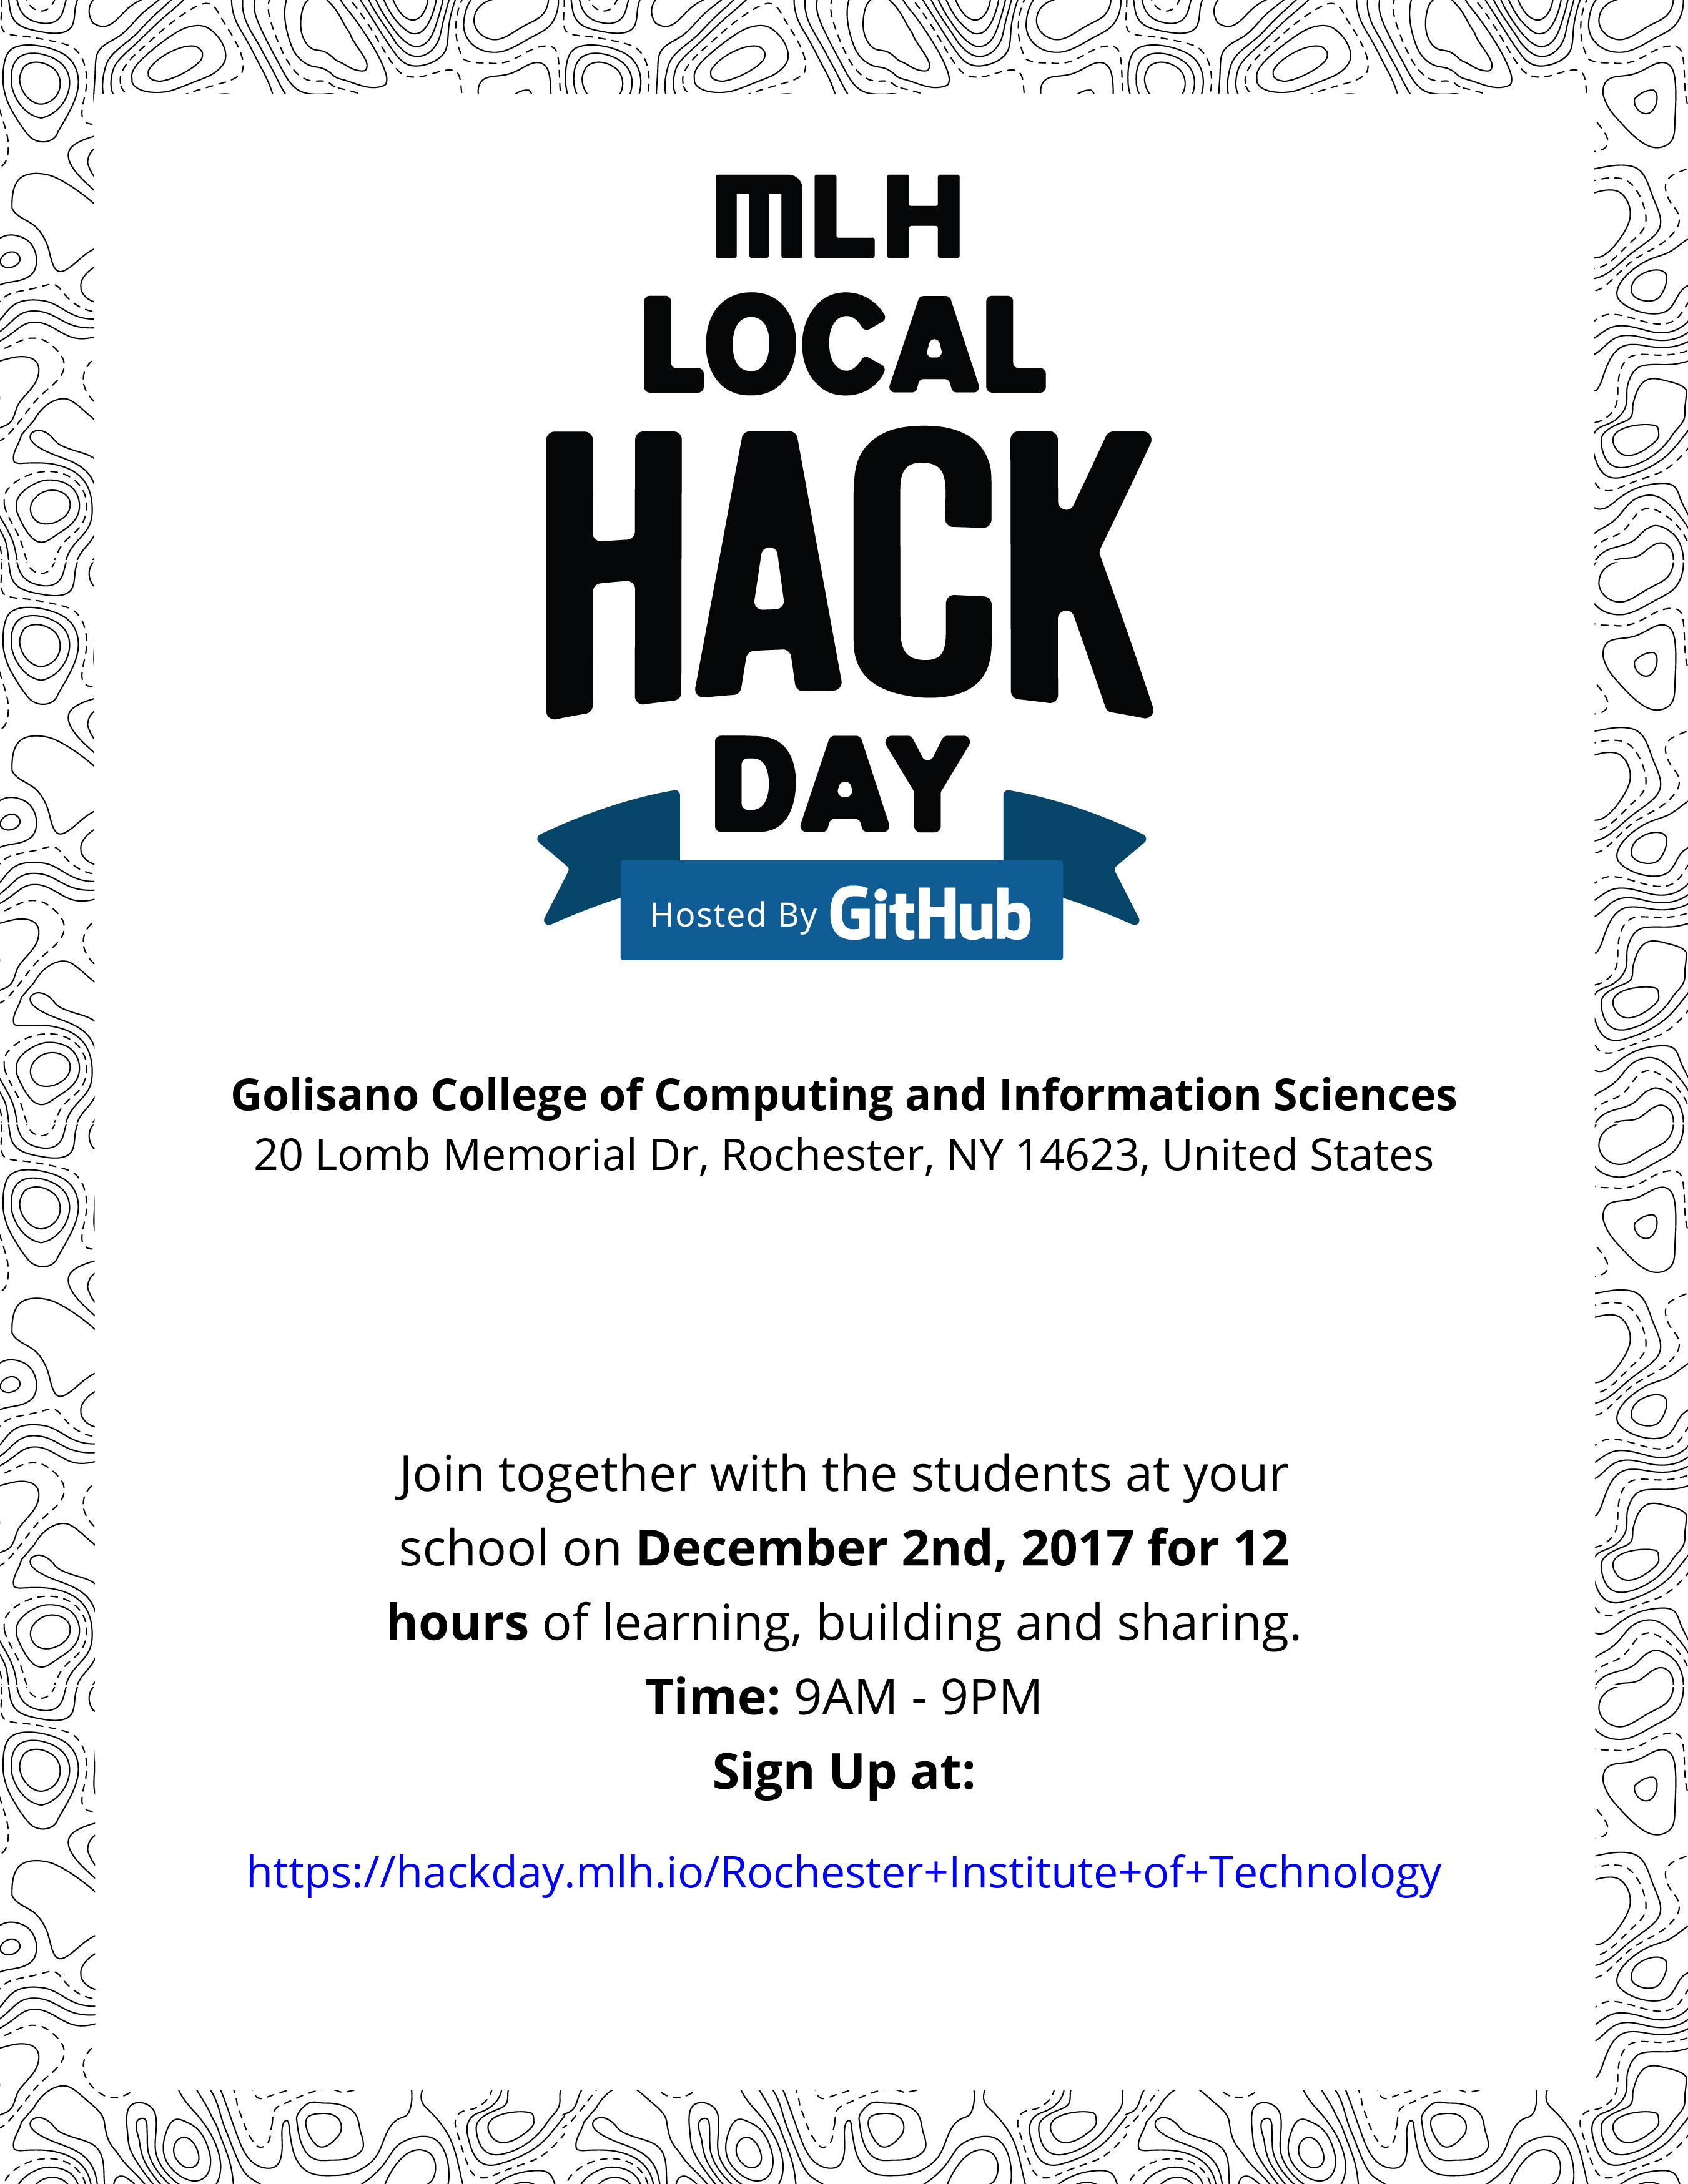 MLH
LOCAL
HACK
DAY
Hosted By GitHub
Golisano College of Computing and Information Sciences
20 Lomb Memorial Dr, Rochester, NY 14623, United States
Join together with the students at your
school on December 2nd, 2017 for 12
hours of learning, building and sharing.
Time: 9AM - 9PM
Sign Up at:
https://hackday.mlh.io/Rochester+Institute+of+Technology